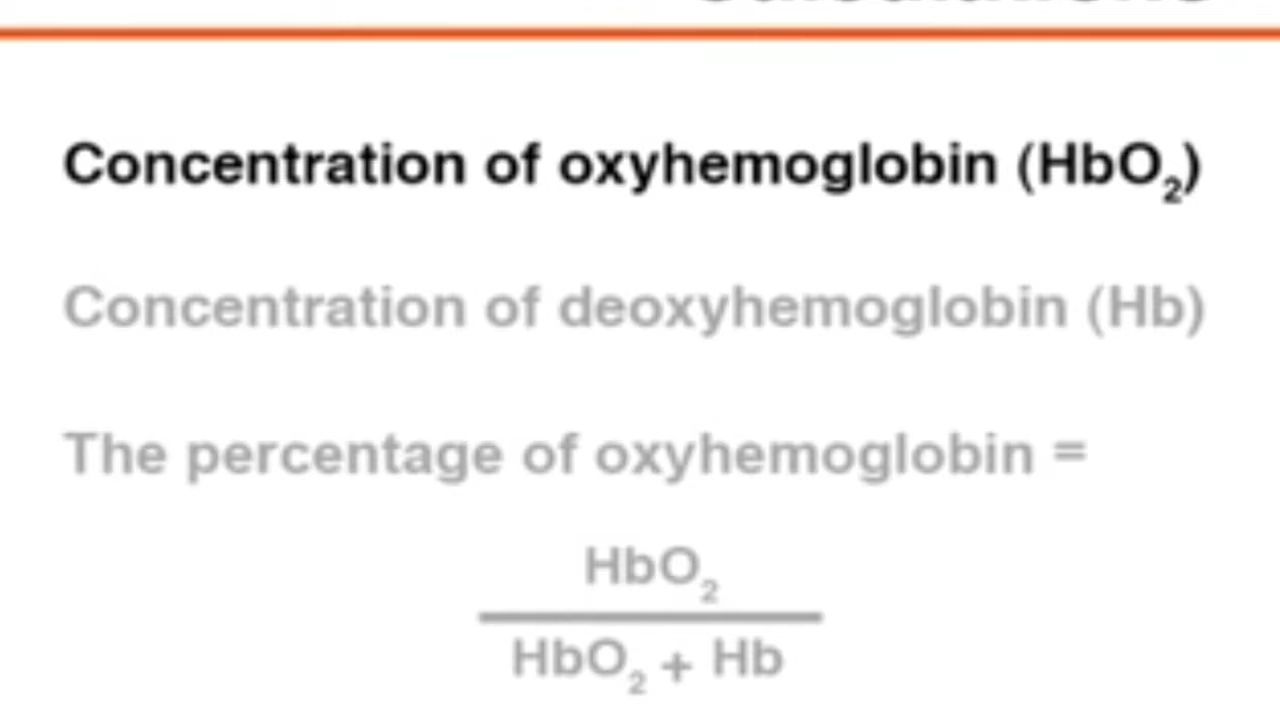 Concentration of oxyhemoglobin (HbO₂)
Concentration of deoxyhemoglobin (Hb)
The percentage of oxyhemoglobin =
HbO₂
HbO₂ + Hb